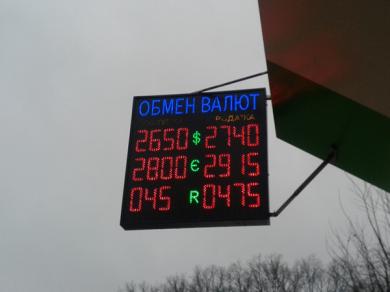 ОБМЕН ВАЛЮТ
РОДАЖА
2650 $ 2740
2800 € 2915
045 R 0475